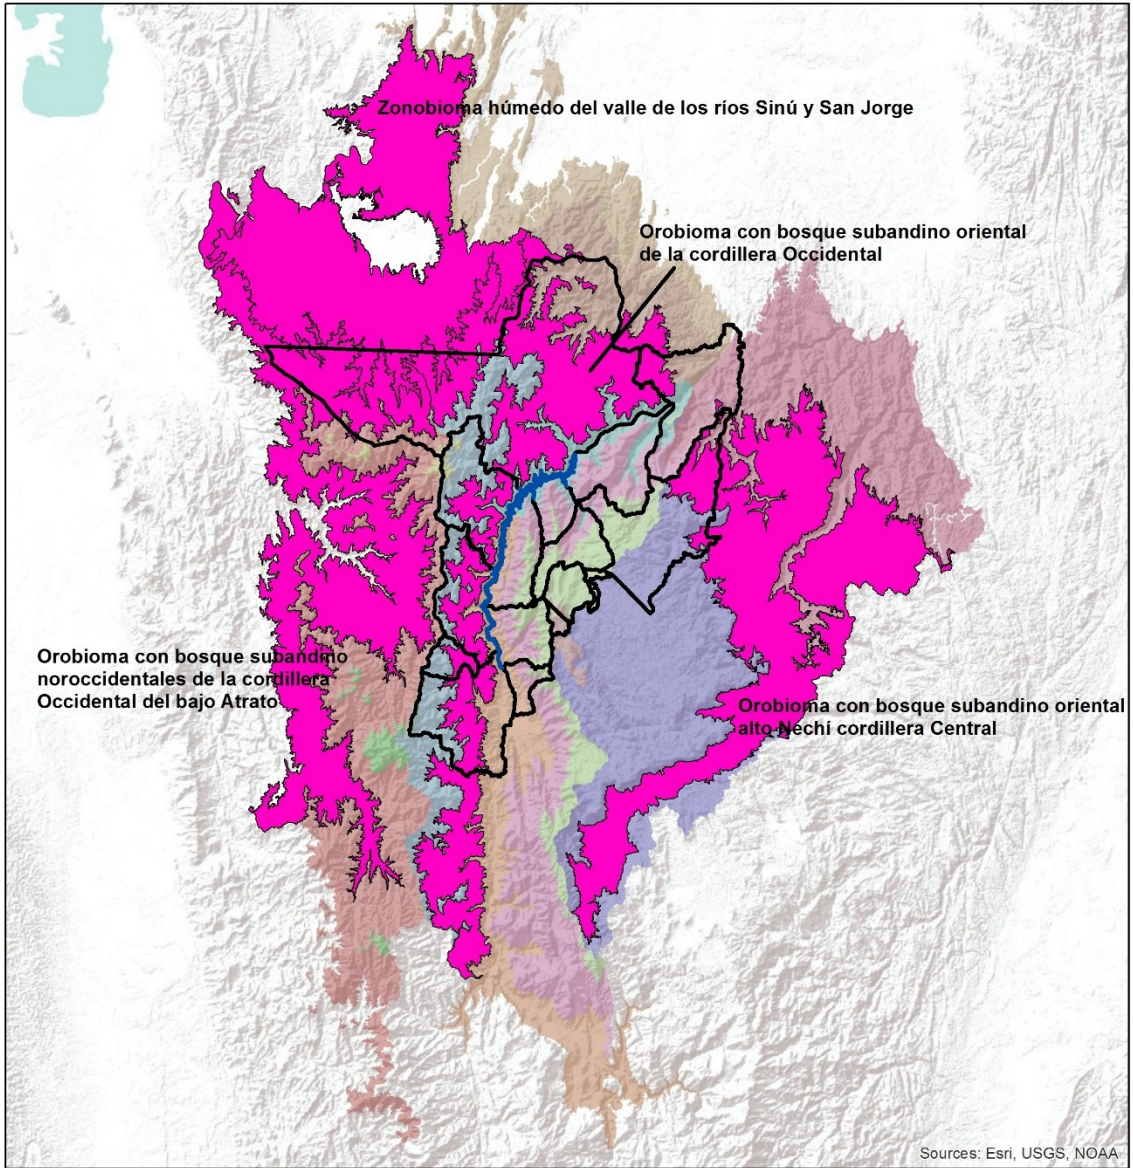 Zonobioma húmedo del valle de los ríos Sinú y San Jorge
Orobioma con bosque subandino oriental
de la cordillera Occidental
Orobioma con bosque subandino
noroccidentales de la cordillera
Occidental del bajo Atrato
Orobioma con bosque subandino oriental
alto Nechí cordillera Central
Sources: Esri, USGS, NOAA